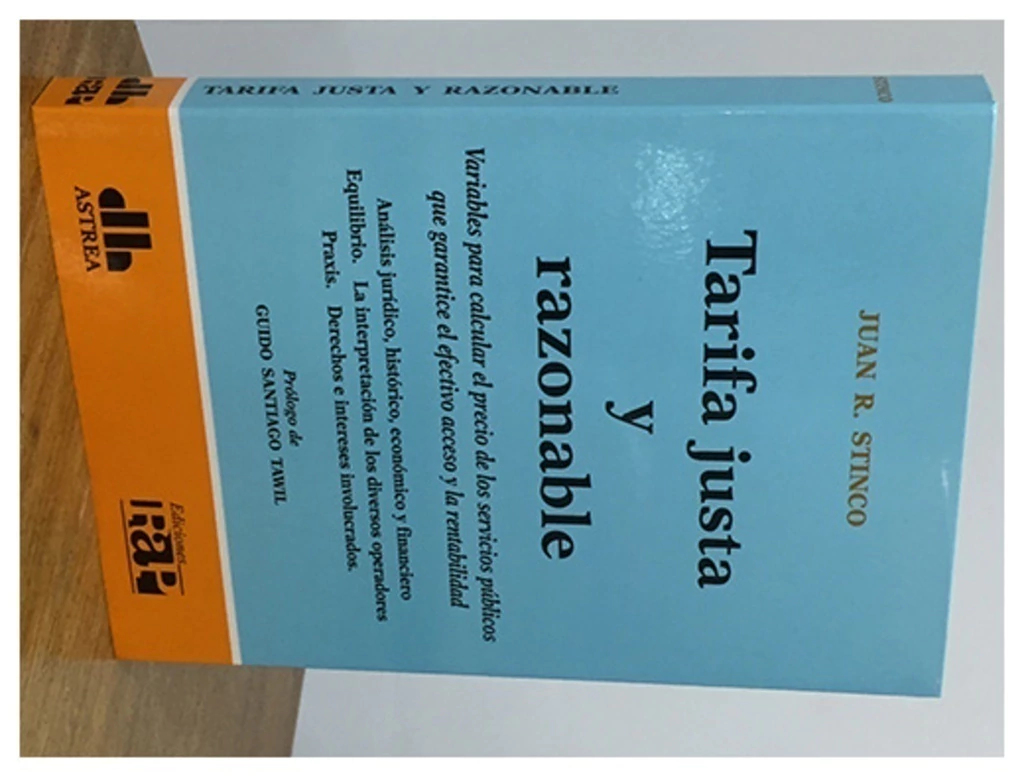 JUAN R. STINCO
Tarifa justa
y
razonable
Variables para calcular el precio de los servicios públicos
que garantice el efectivo acceso y la rentabilidad
Análisis jurídico, histórico, económico y financiero
Equilibrio. La interpretación de los diversos operadores
Praxis. Derechos e intereses involucrados.
Prólogo de
GUIDO SANTIAGO TAWIL
ASTREA
Ediciones
RAP
STINCO
TARIFA JUSTA Y RAZONABLE
rap